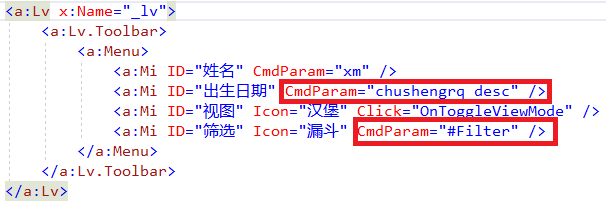 <a:Lv x:Name="_lv">
<a:Lv.Toolbar>
<a:Menu>
<a:Mi ID="姓名" CmdParam="xm" />
<a:Mi ID="出生日期" CmdParam="chushengrq desc" />
<a:Mi ID="视图" Icon="汉堡" Click="OnToggleViewMode" />
<a:Mi ID="筛选" Icon="漏斗" CmdParam="#Filter" />
</a:Menu>
</a:Lv.Toolbar>
</a:Lv>